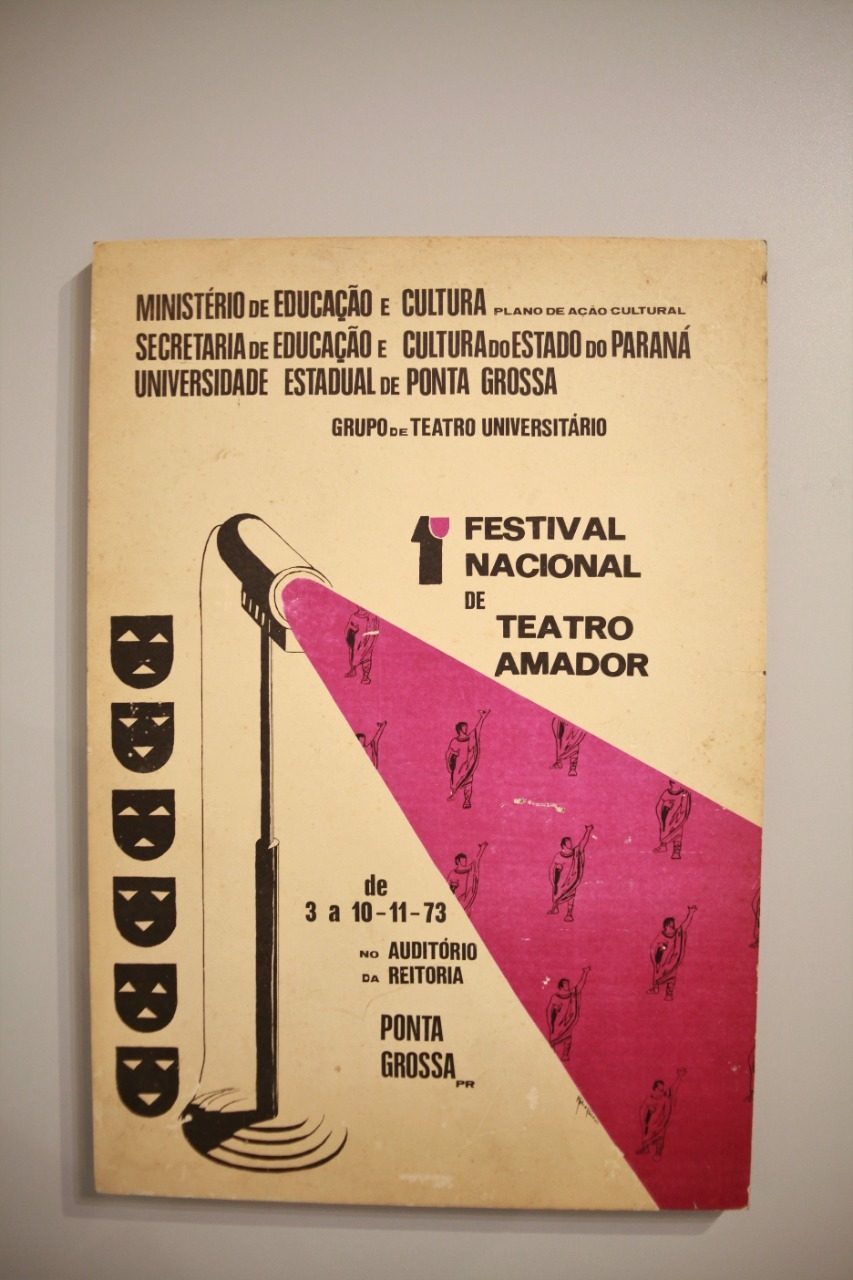 MINISTÉRIO DE EDUCAÇÃO E CULTURA PLANO DE AÇÃO CULTURAL
SECRETARIA DE EDUCAÇÃO E CULTURA DO ESTADO DO PARANÁ
UNIVERSIDADE ESTADUAL DE PONTA GROSSA
GRUPO DE TEATRO UNIVERSITÁRIO
1º FESTIVAL
NACIONAL
DE
TEATRO
AMADOR
de
3 a 10-11-73
NO AUDITÓRIO
DA REITORIA
PONTA
GROSSA PR